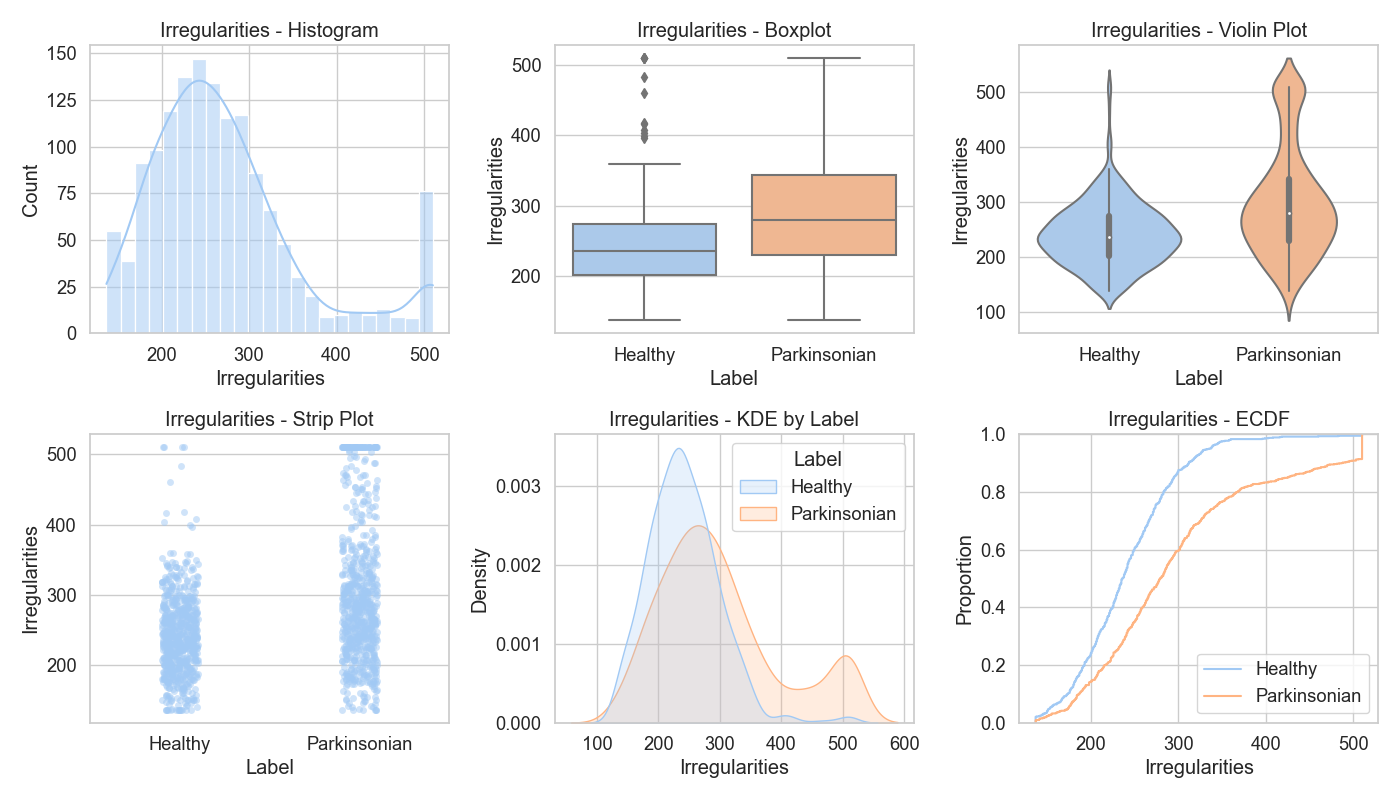 Irregularities - Histogram
Count
150
125
100
75
50
25
0
200 300 400 500
Irregularities
Irregularities - Boxplot
Irregularities
500
400
300
200
Healthy Parkinsonian
Label
Irregularities - Violin Plot
Irregularities
500
400
300
200
100
Healthy Parkinsonian
Label
Irregularities - Strip Plot
Irregularities
500
400
300
200
Healthy Parkinsonian
Label
Irregularities - KDE by Label
Density
0.003
0.002
0.001
0.000
Label
Healthy
Parkinsonian
100 200 300 400 500 600
Irregularities
Irregularities - ECDF
Proportion
1.0
0.8
0.6
0.4
0.2
0.0
Healthy
Parkinsonian
200 300 400 500
Irregularities